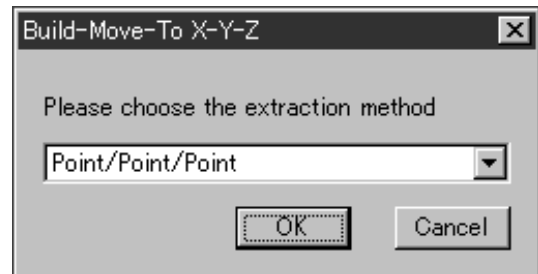 Build-Move-To X-Y-Z
Please choose the extraction method
Point/Point/Point
OK
Cancel